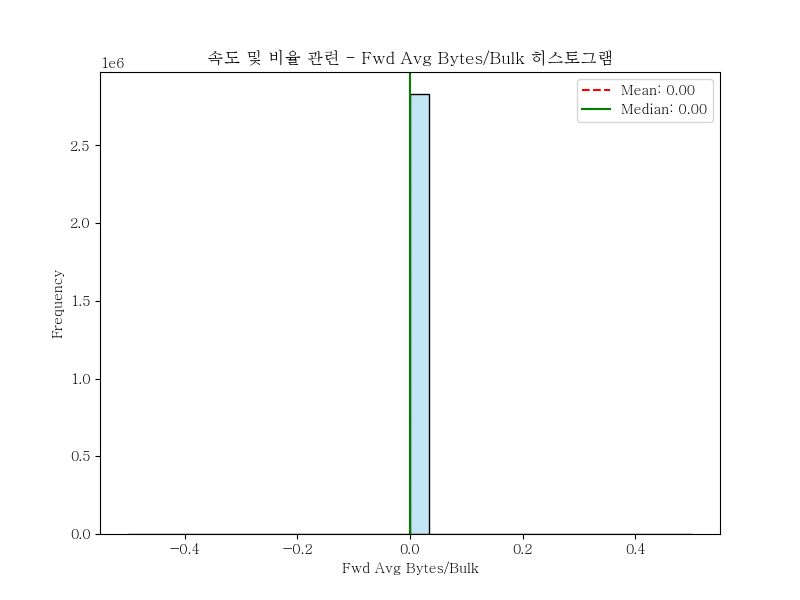 속도 및 비율 관련 - Fwd Avg Bytes/Bulk 히스토그램
1e6
Mean: 0.00
Median: 0.00
2.5
2.0
1.5
1.0
0.5
0.0
Frequency
−0.4
−0.2
0.0
0.2
0.4
Fwd Avg Bytes/Bulk